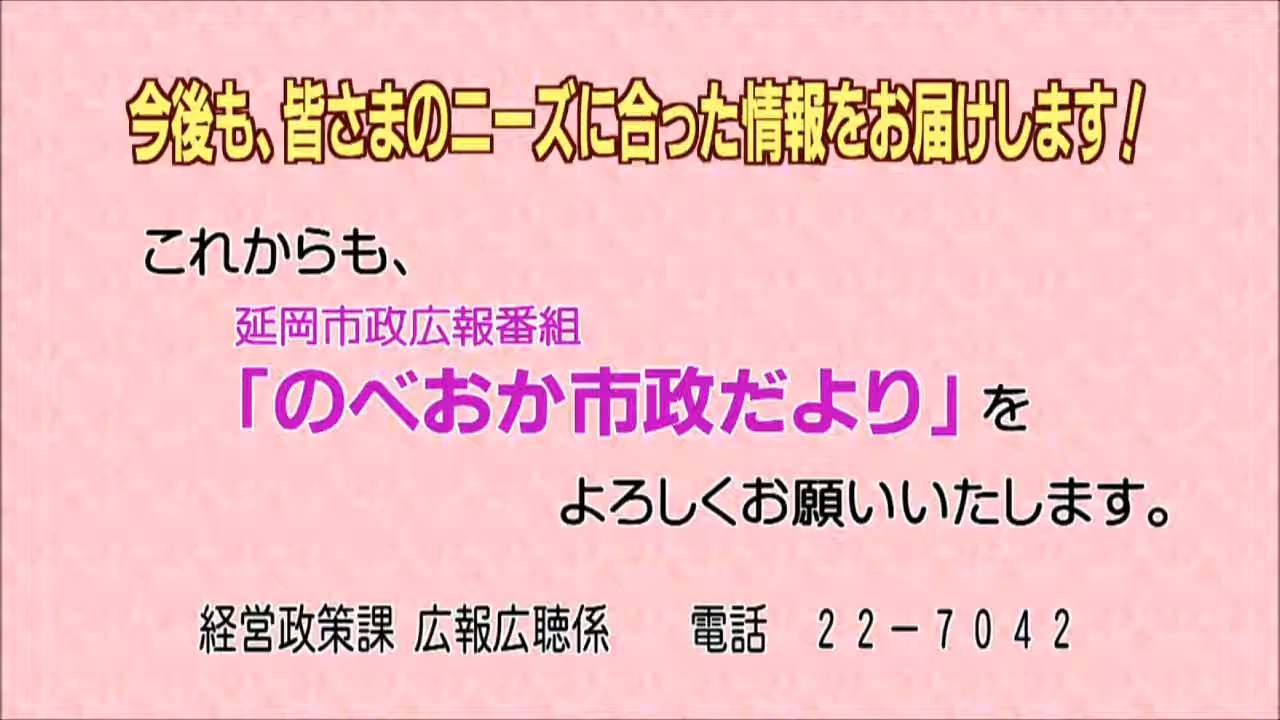 今後も、皆さまのニーズに合った情報をお届けします！
これからも、
延岡市政広報番組
「のべおか市政だより」を
よろしくお願いいたします。
経営政策課 広報広聴係　　電話　２２－７０４２